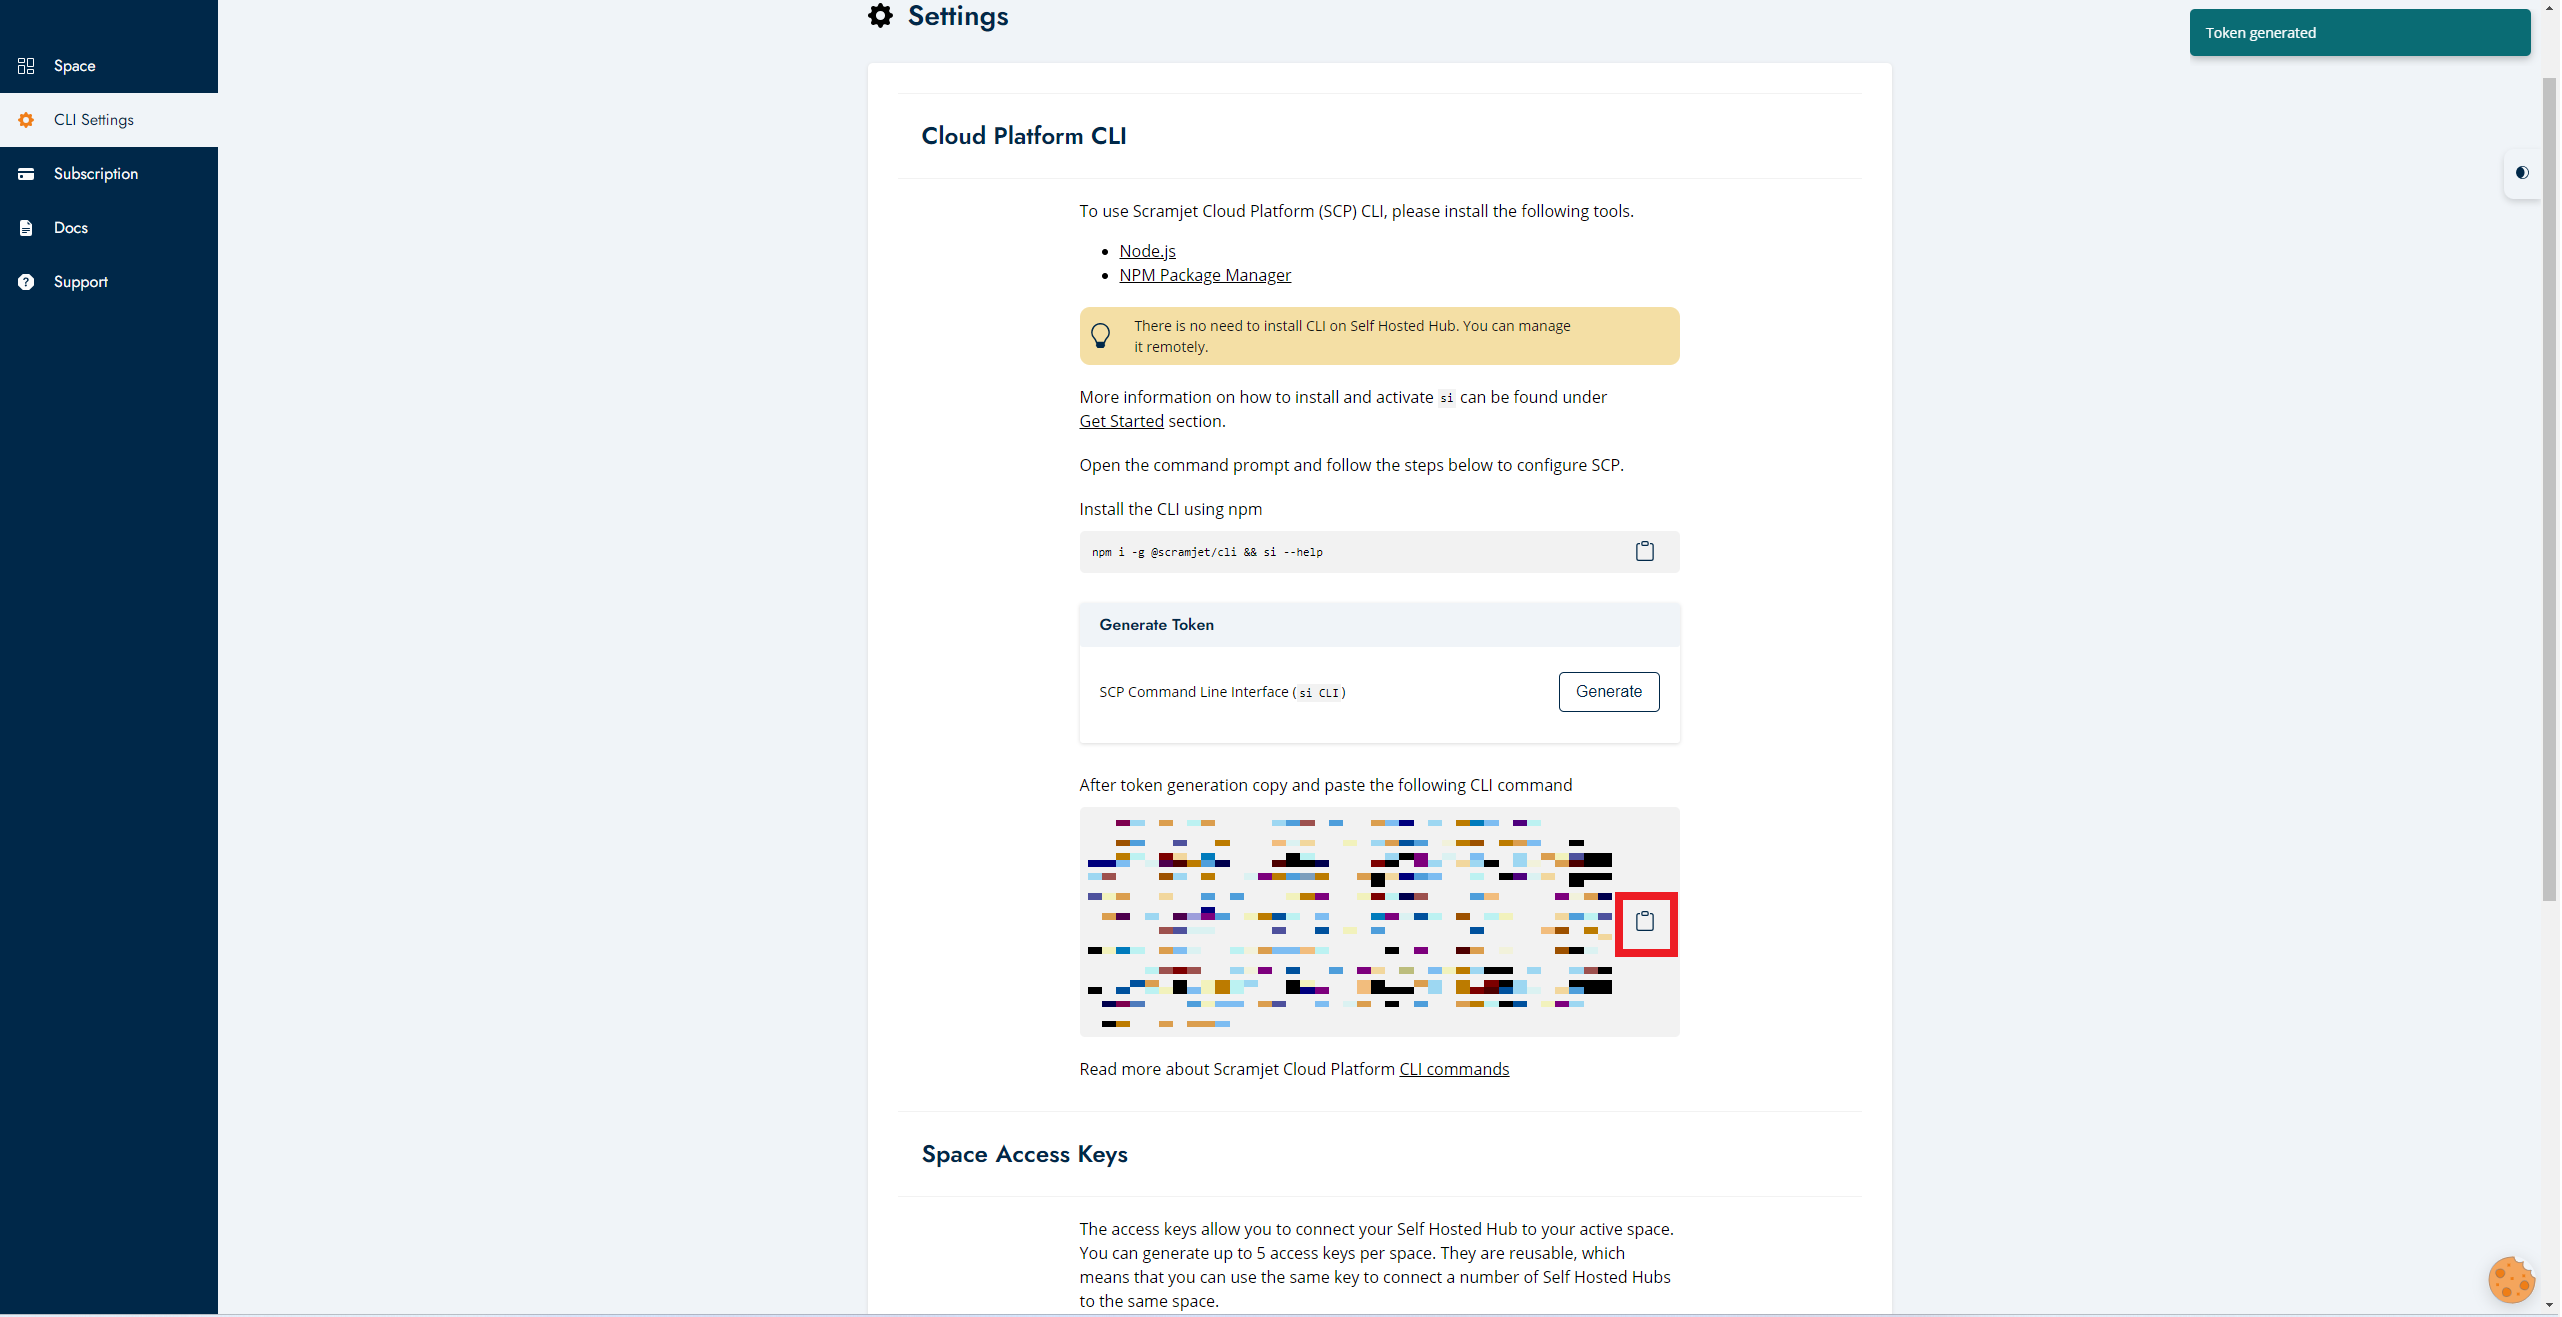 Settings
Token generated
Space
CLI Settings
Subscription
Docs
Support
Cloud Platform CLI
To use Scramjet Cloud Platform (SCP) CLI, please install the following tools.
Node.js
NPM Package Manager
There is no need to install CLI on Self Hosted Hub. You can manage
it remotely.
More information on how to install and activate si can be found under
Get Started section.
Open the command prompt and follow the steps below to configure SCP.
Install the CLI using npm
npm i -g @scramjet/cli && si --help
Generate Token
SCP Command Line Interface (si CLI)
Generate
After token generation copy and paste the following CLI command
Read more about Scramjet Cloud Platform CLI commands
Space Access Keys
The access keys allow you to connect your Self Hosted Hub to your active space.
You can generate up to 5 access keys per space. They are reusable, which
means that you can use the same key to connect a number of Self Hosted Hubs
to the same space.